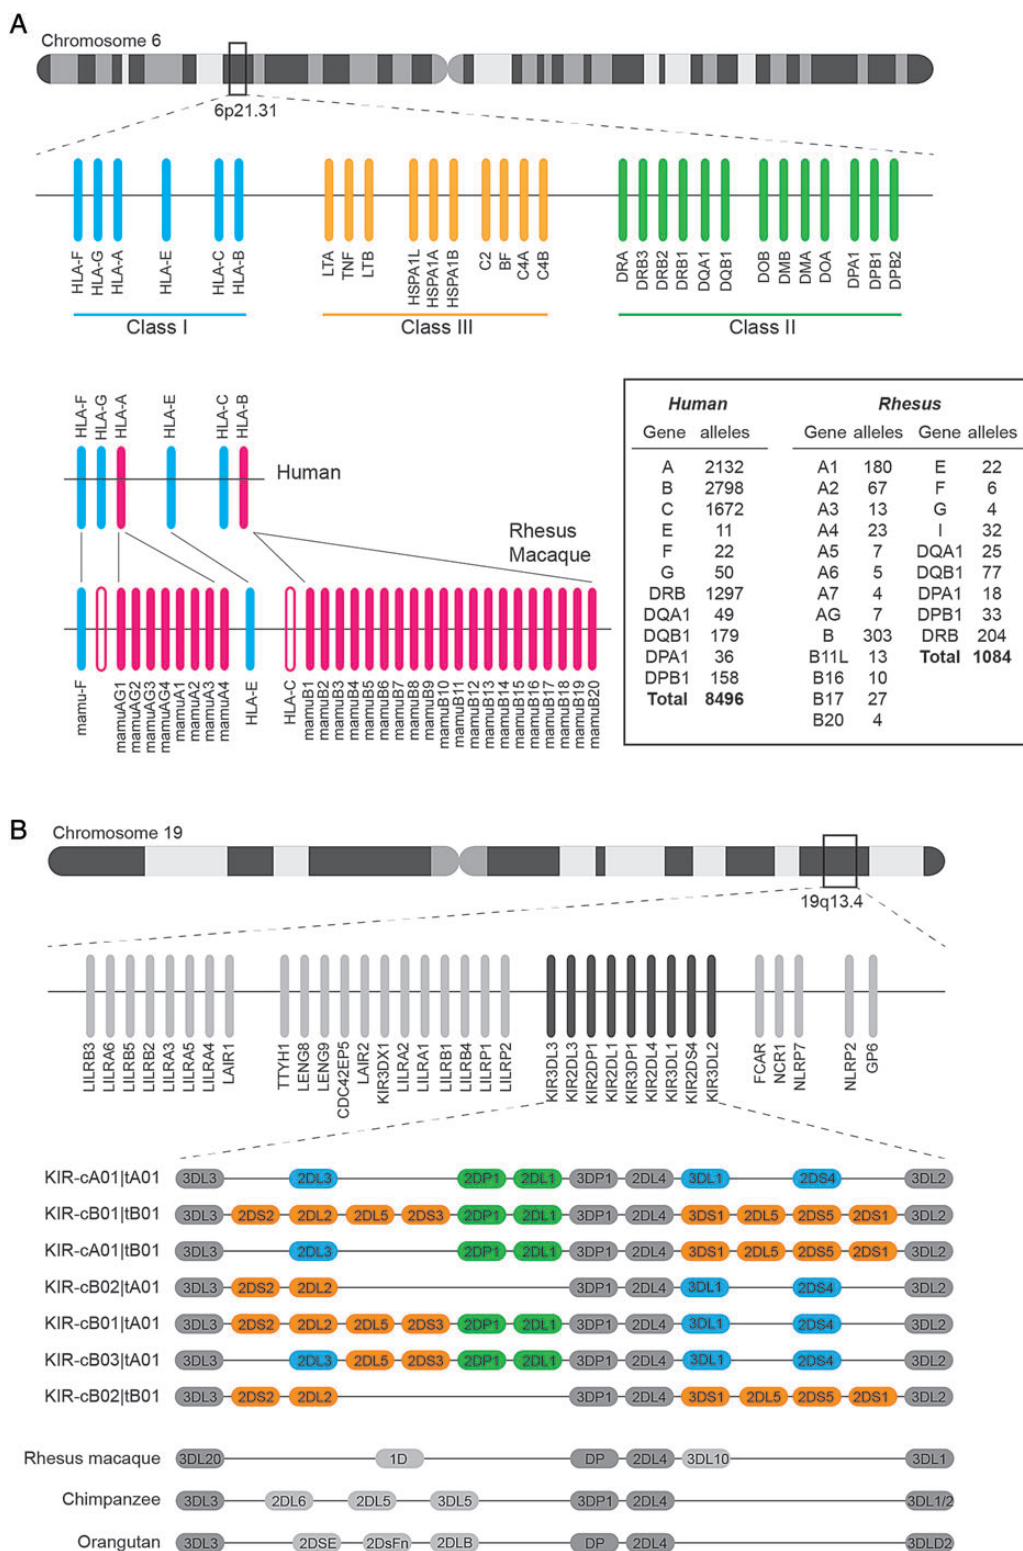 A
Chromosome 6
6p21.31
HLA-F HLA-G HLA-A HLA-E HLA-C HLA-B LTA TNF LTB HSPA1L HSPA1A HSPA1B C2 BF C4A C4B DRA DRB3 DRB2 DRB1 DQA1 DQB1 DOB DMB DMA DOA DPA1 DPB1 DPB2
Class I Class III Class II
HLA-F HLA-G HLA-A HLA-E HLA-C HLA-B
Human
Rhesus
Macaque
mamu-F mamuAG1 mamuAG2 mamuAG3 mamuAG4 mamuA1 mamuA2 mamuA3 mamuA4 HLA-E HLA-C mamuB1 mamuB2 mamuB3 mamuB4 mamuB5 mamuB6 mamuB7 mamuB8 mamuB9 mamuB10 mamuB11 mamuB12 mamuB13 mamuB14 mamuB15 mamuB16 mamuB17 mamuB18 mamuB19 mamuB20
Human Rhesus
Gene alleles Gene alleles Gene alleles
A 2132 A1 180 E 22
B 2798 A2 67 F 6
C 1672 A3 13 G 4
E 11 A4 23 I 32
F 22 A5 7 DQA1 25
G 50 A6 5 DQB1 77
DRB 1297 A7 4 DPA1 18
DQA1 49 AG 7 DPB1 33
DQB1 179 B 303 DRB 204
DPA1 36 B11L 13 Total 1084
DPB1 158 B16 10
Total 8496 B17 27
B20 4
B
Chromosome 19
19q13.4
LILRB3 LILRA6 LILRB5 LILRB2 LILRA3 LILRA5 LILRA4 LAIR1 TTYH1 LENG8 LENG9 CDC42EP5 LAIR2 KIR3DX1 LILRA2 LILRA1 LILRB1 LILRB4 LILRP1 LILRP2 KIR3DL3 KIR2DL3 KIR2DP1 KIR2DL1 KIR3DP1 KIR2DL4 KIR3DL1 KIR2DS4 KIR3DL2 FCAR NCR1 NLRP7 NLRP2 GP6
KIR-cA01|tA01 3DL3 2DL3 2DP1 2DL1 3DP1 2DL4 3DL1 2DS4 3DL2
KIR-cB01|tB01 3DL3 2DS2 2DL2 2DL5 2DS3 2DP1 2DL1 3DP1 2DL4 3DS1 2DL5 2DS5 2DS1 3DL2
KIR-cA01|tB01 3DL3 2DL3 2DP1 2DL1 3DP1 2DL4 3DS1 2DL5 2DS5 2DS1 3DL2
KIR-cB02|tA01 3DL3 2DS2 2DL2 3DP1 2DL4 3DL1 2DS4 3DL2
KIR-cB01|tA01 3DL3 2DS2 2DL2 2DL5 2DS3 2DP1 2DL1 3DP1 2DL4 3DL1 2DS4 3DL2
KIR-cB03|tA01 3DL3 2DL3 2DL5 2DS3 2DP1 2DL1 3DP1 2DL4 3DL1 2DS4 3DL2
KIR-cB02|tB01 3DL3 2DS2 2DL2 3DP1 2DL4 3DS1 2DL5 2DS5 2DS1 3DL2
Rhesus macaque 3DL20 1D DP 2DL4 3DL10 3DL1
Chimpanzee 3DL3 2DL6 2DL5 3DL5 3DP1 2DL4 3DL1/2
Orangutan 3DL3 2DSE 2DsFn 2DLB DP 2DL4 3DLD2